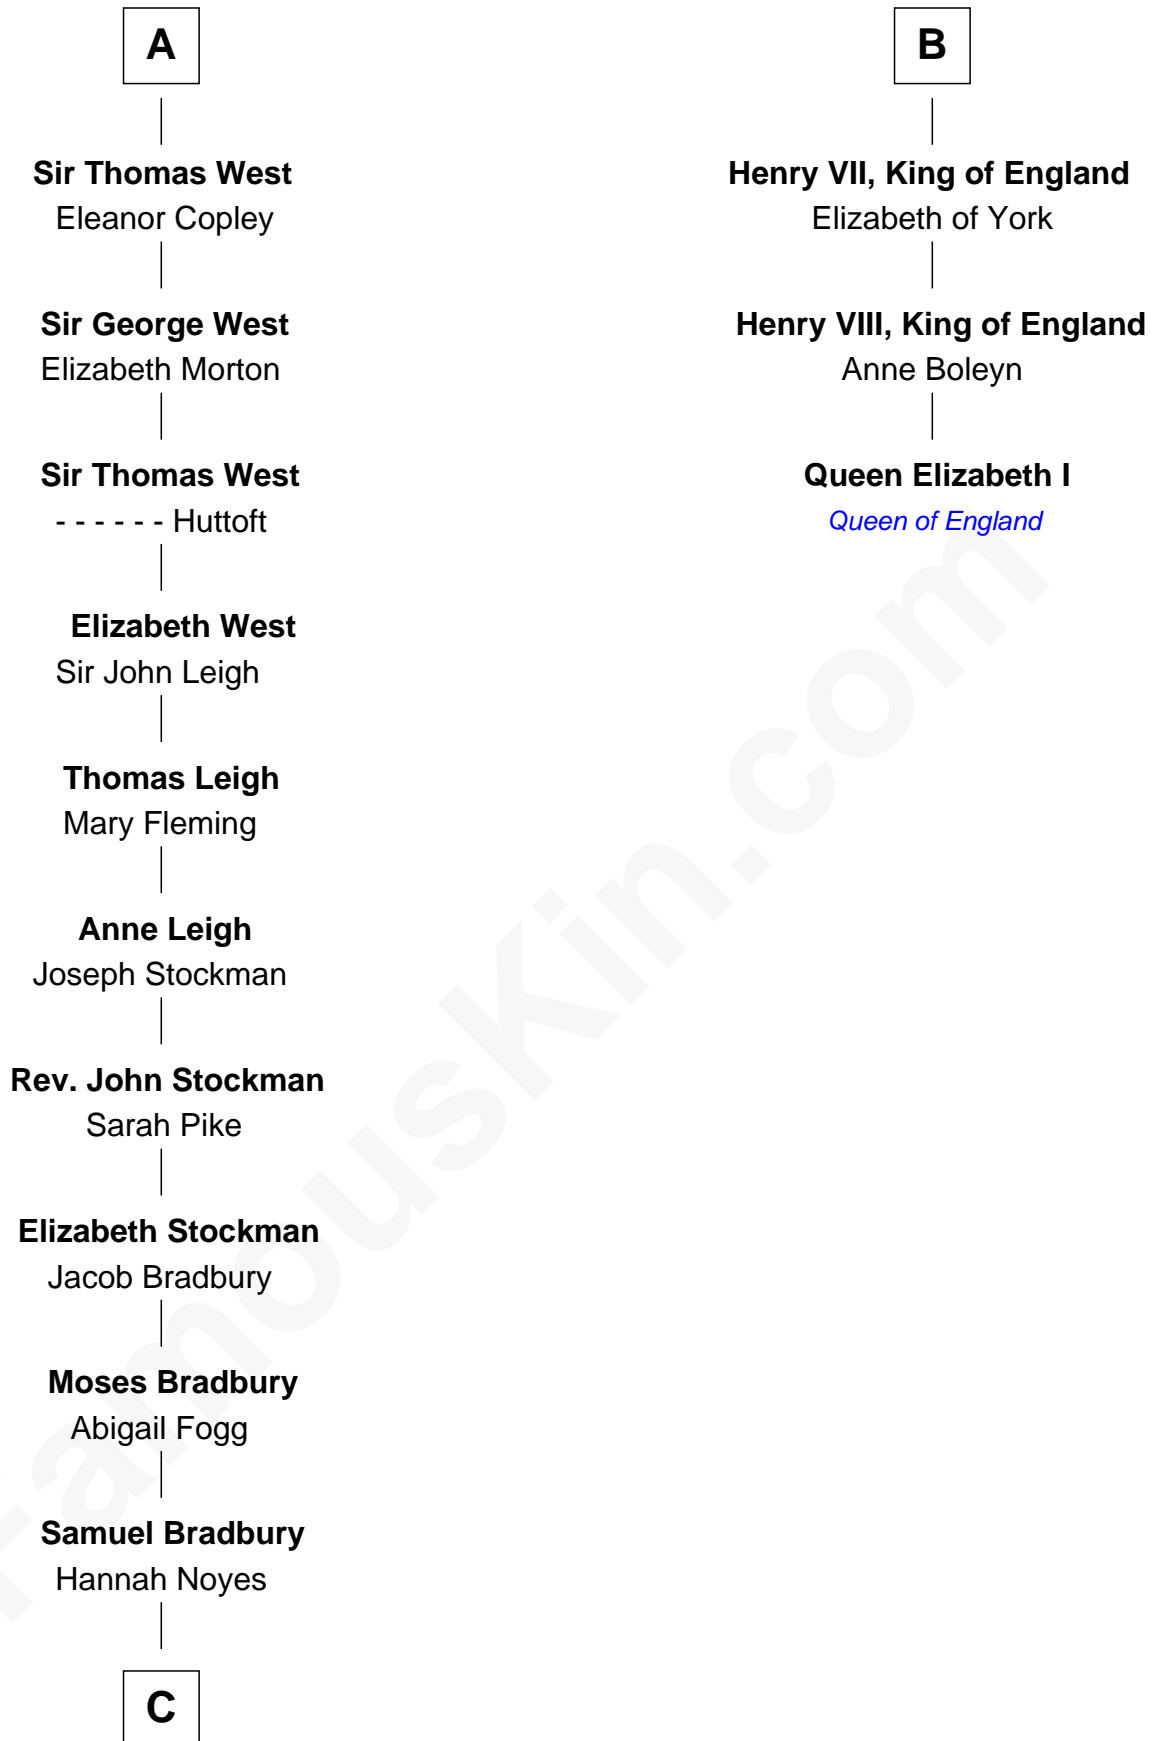 A
Sir Thomas West
Eleanor Copley
Sir George West
Elizabeth Morton
Sir Thomas West
- - - - - - Huttoft
Elizabeth West
Sir John Leigh
Thomas Leigh
Mary Fleming
Anne Leigh
Joseph Stockman
Rev. John Stockman
Sarah Pike
Elizabeth Stockman
Jacob Bradbury
Moses Bradbury
Abigail Fogg
Samuel Bradbury
Hannah Noyes
C
B
Henry VII, King of England
Elizabeth of York
Henry VIII, King of England
Anne Boleyn
Queen Elizabeth I
Queen of England
FamousKin.com